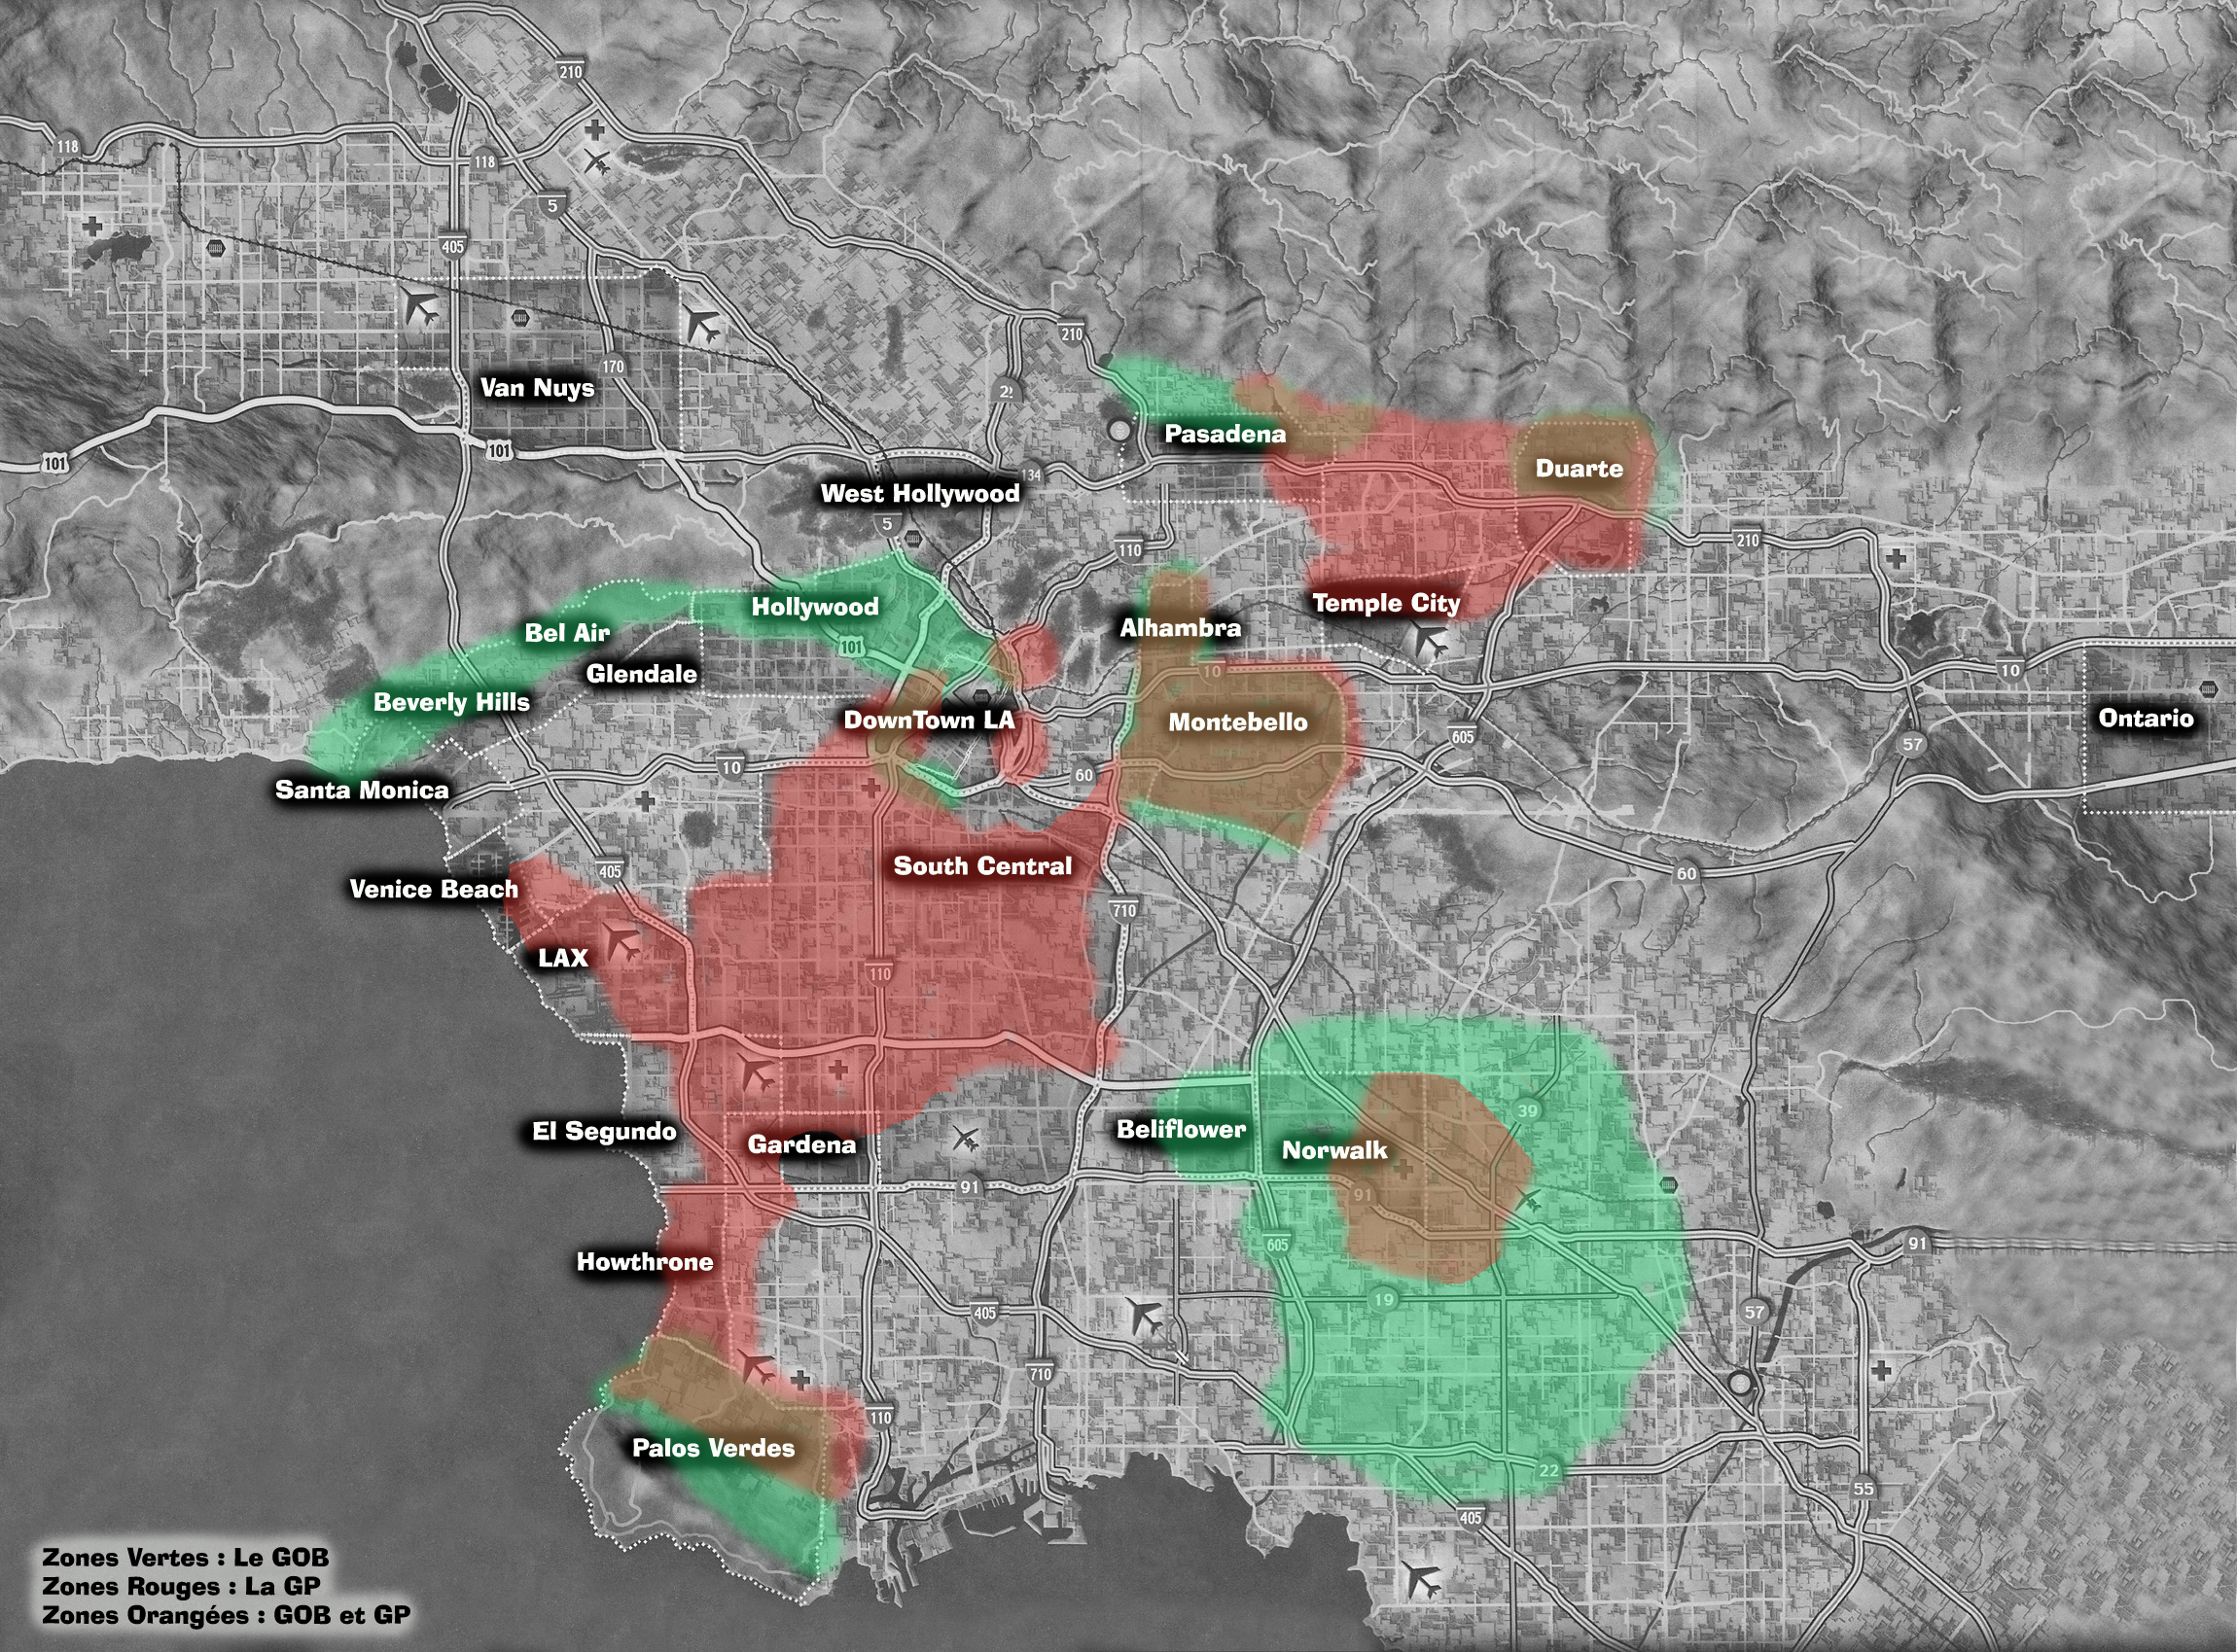 210
118
118
5
405
210
Van Nuys
170
2
Pasadena
101
101
134
Duarte
West Hollywood
5
110
210
Hollywood
Temple City
Bel Air
Alhambra
101
Glendale
10
10
Beverly Hills
DownTown LA
Montebello
Ontario
605
57
10
60
Santa Monica
405
South Central
60
Venice Beach
710
LAX
110
39
El Segundo
Beliflower
Gardena
Norwalk
91
91
605
91
Howthrone
19
405
57
710
110
Palos Verdes
22
55
405
Zones Vertes : Le GOB
Zones Rouges : La GP
Zones Orangées : GOB et GP